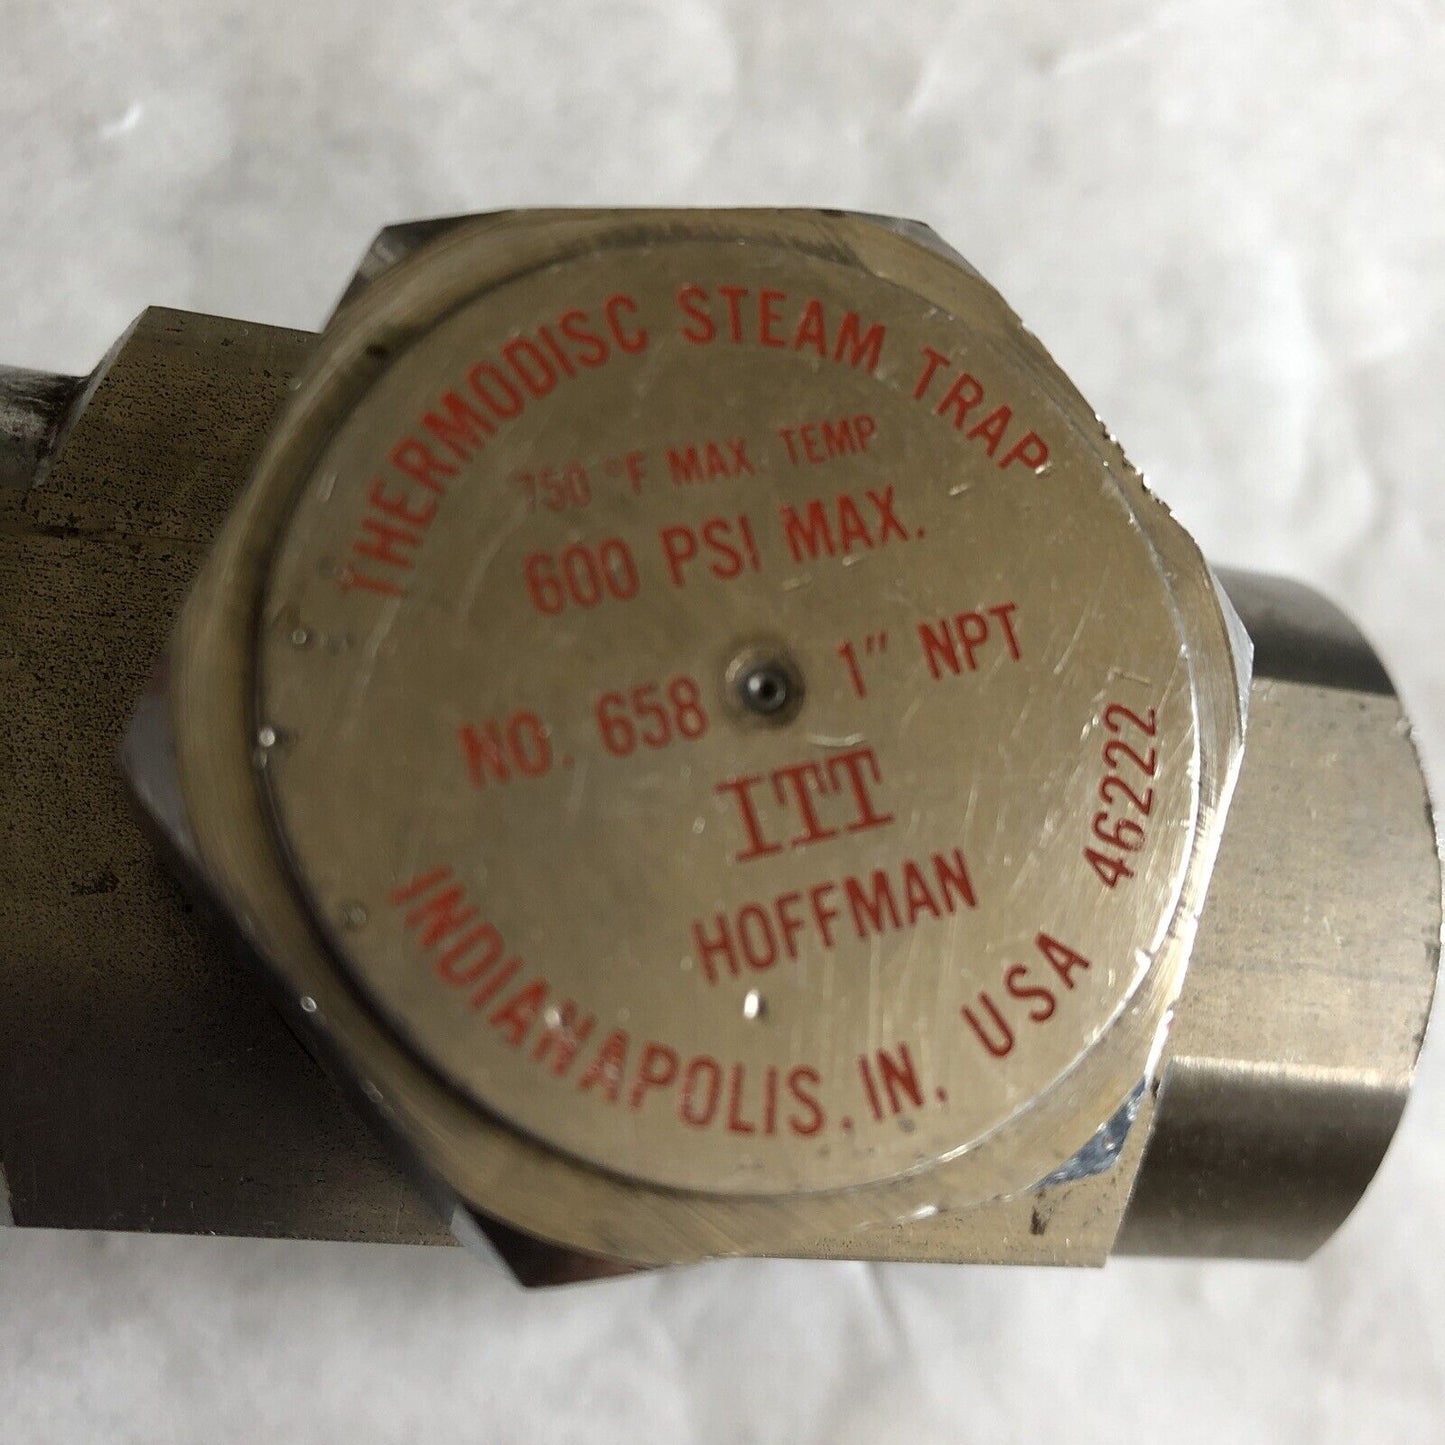 THERMODISC STEAM TRAP
750 °F MAX. TEMP
600 PSI MAX.
NO. 658 1" NPT
ITT
HOFFMAN
INDIANAPOLIS, IN. USA 46222